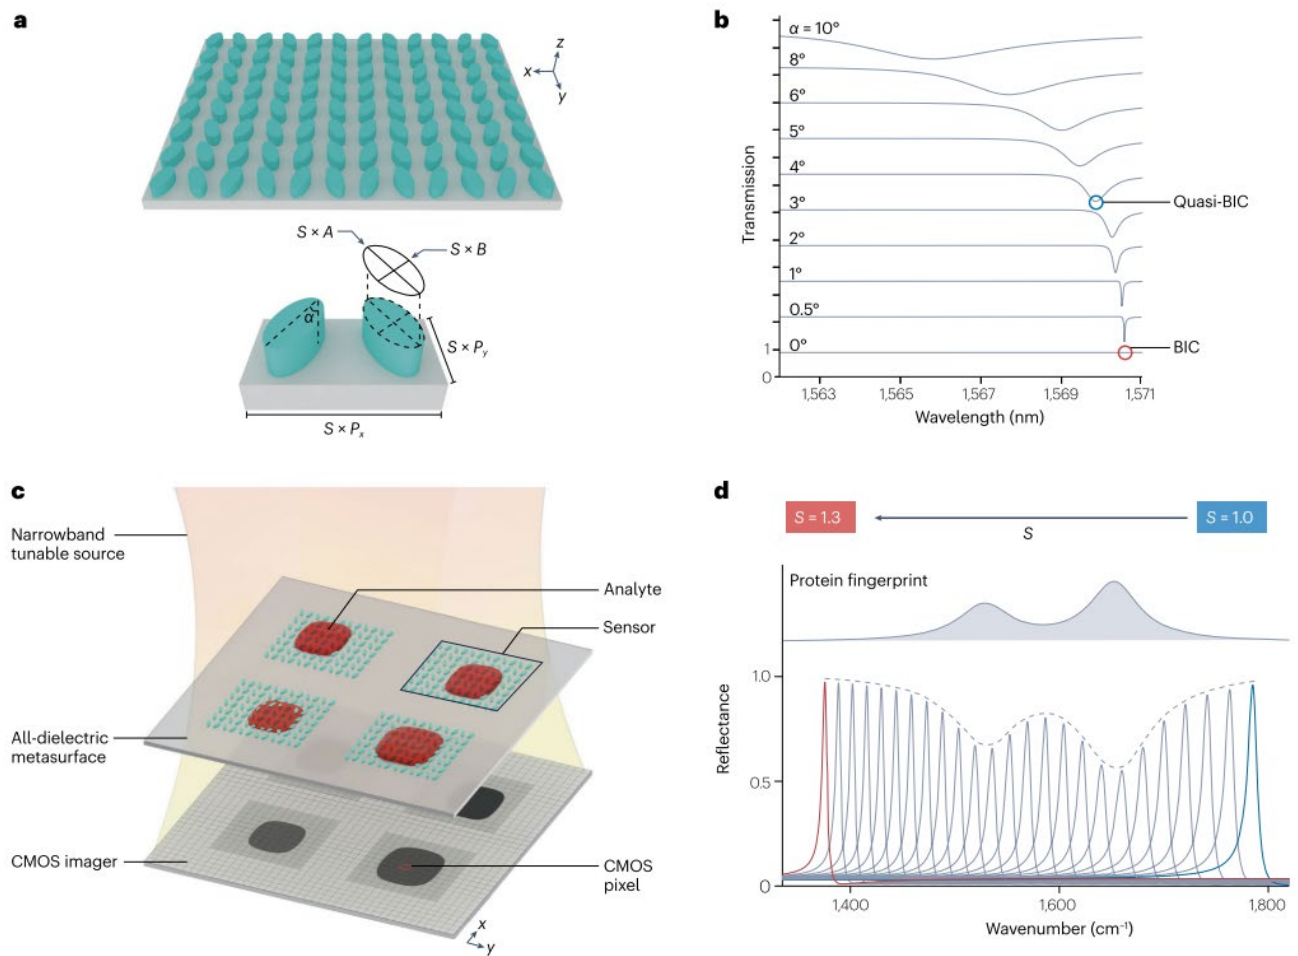 a
z
x
y
S × A
S × B
α
S × Py
S × Px
b
Transmission
α = 10°
8°
6°
5°
4°
3°
2°
1°
0.5°
0°
1
0
Quasi-BIC
BIC
1,563
1,565
1,567
1,569
1,571
Wavelength (nm)
c
Narrowband
tunable source
Analyte
Sensor
All-dielectric
metasurface
CMOS imager
CMOS
pixel
x
y
d
S = 1.3
S
S = 1.0
Protein fingerprint
Reflectance
1.0
0.5
0
1,400
1,600
1,800
Wavenumber (cm⁻¹)